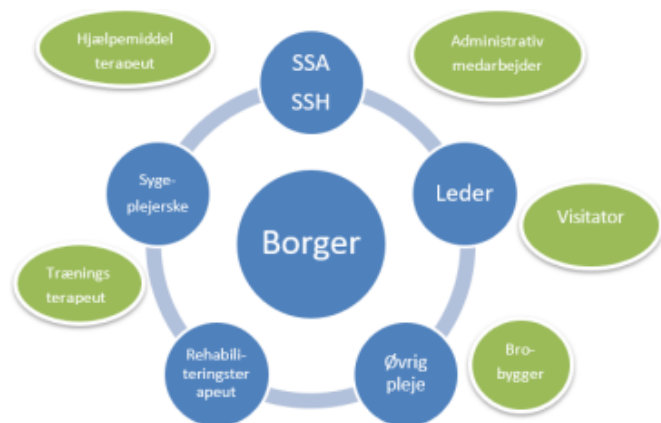 Hjælpemiddel
terapeut
SSA
SSH
Administrativ
medarbejder
Syge-
plejerske
Leder
Borger
Visitator
Trænings
terapeut
Rehabili-
teringster
apeut
Øvrig
pleje
Bro-
bygger